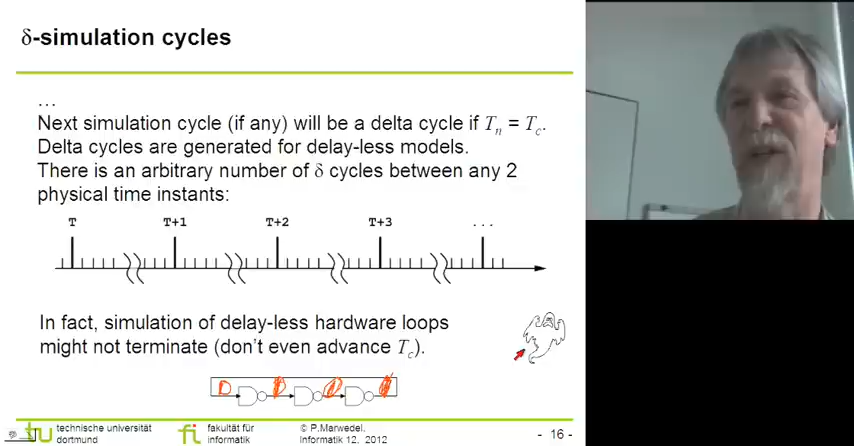 δ-simulation cycles
...
Next simulation cycle (if any) will be a delta cycle if Tn = Tc.
Delta cycles are generated for delay-less models.
There is an arbitrary number of δ cycles between any 2
physical time instants:
T T+1 T+2 T+3 ...
In fact, simulation of delay-less hardware loops
might not terminate (don't even advance Tc).
tu technische universität
dortmund
fi fakultät für
informatik
© P.Marwedel,
Informatik 12, 2012
- 16 -